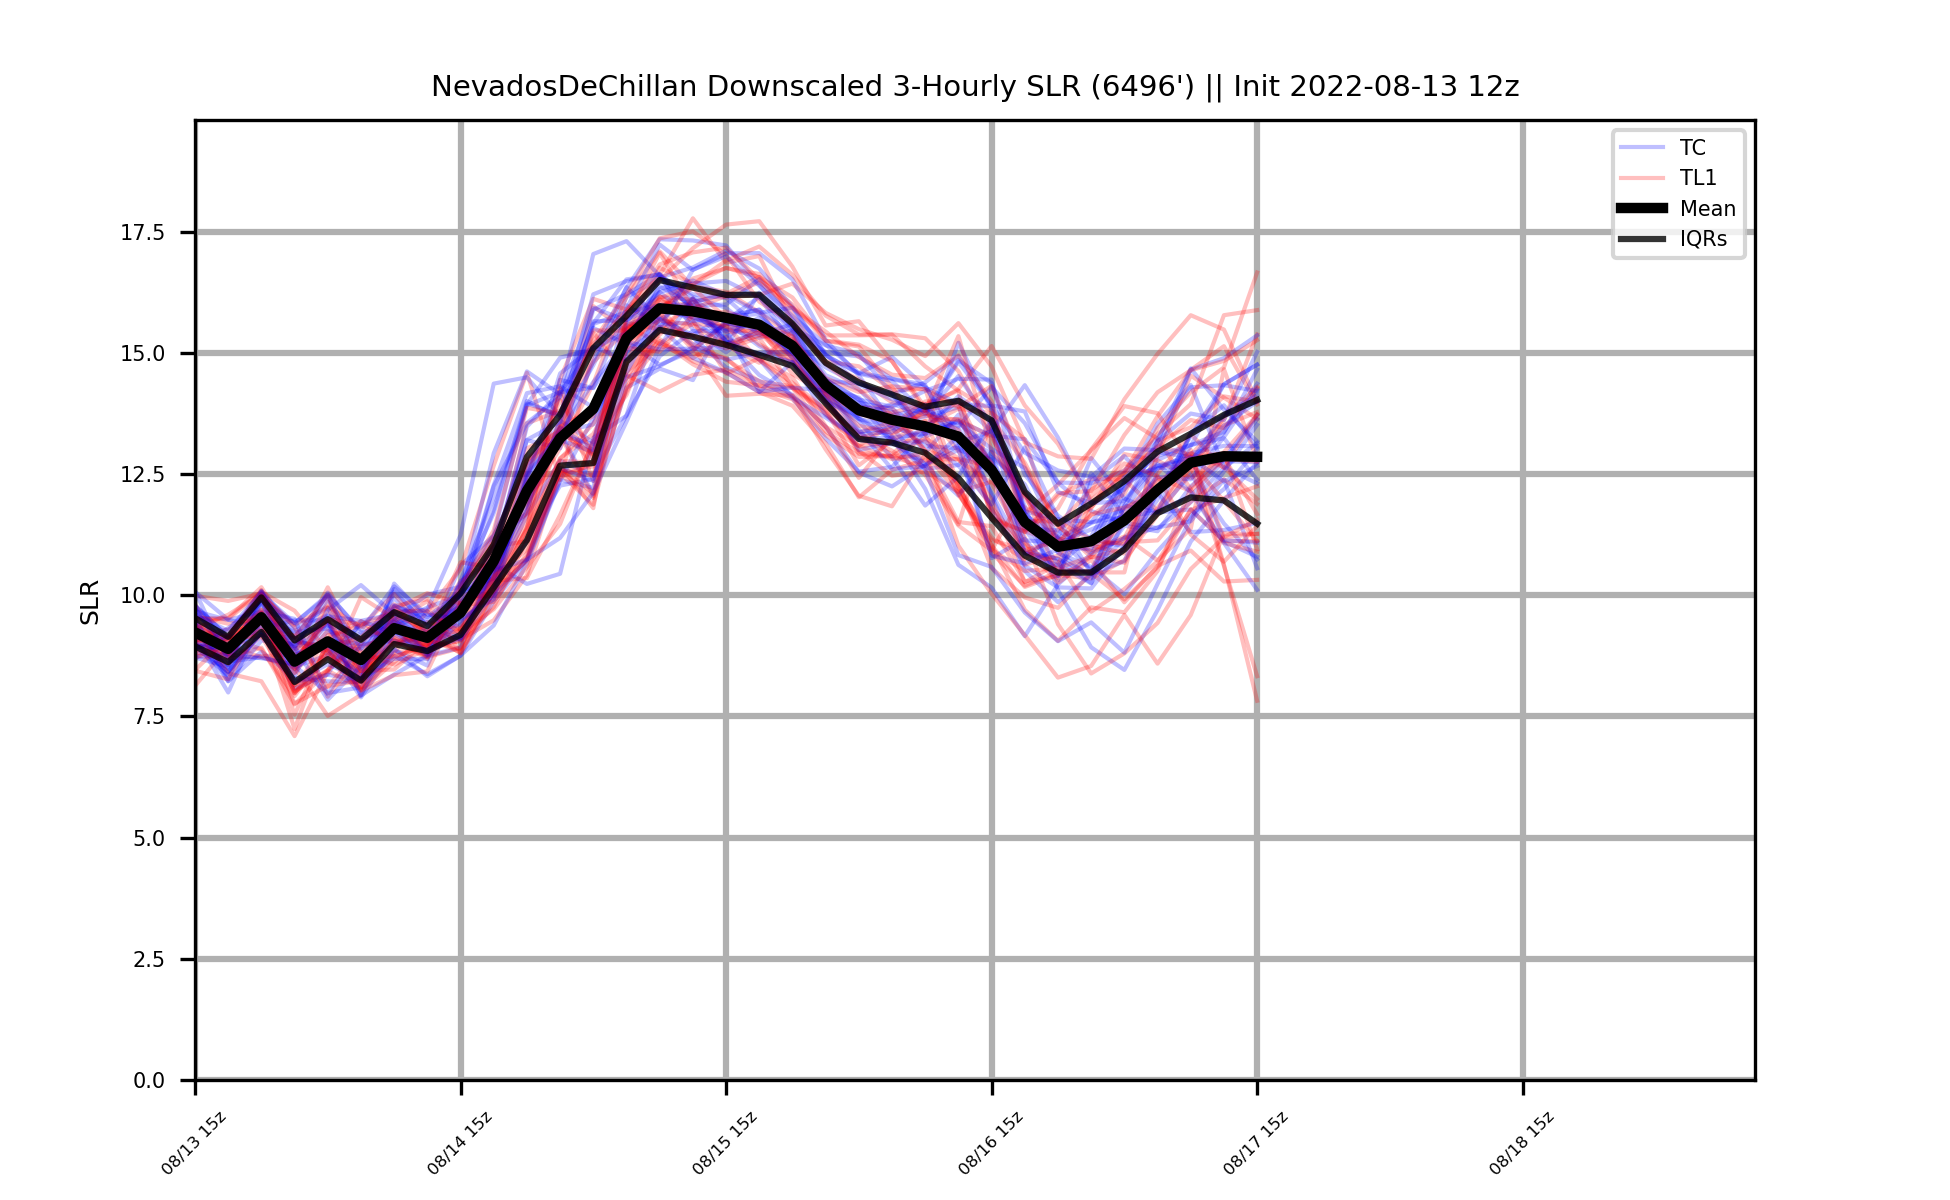 NevadosDeChillan Downscaled 3-Hourly SLR (6496') || Init 2022-08-13 12z
TC
TL1
Mean
IQRs
SLR
17.5
15.0
12.5
10.0
7.5
5.0
2.5
0.0
08/13 15z
08/14 15z
08/15 15z
08/16 15z
08/17 15z
08/18 15z